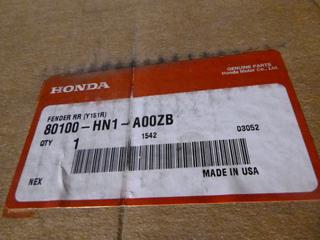 HONDA
GENUINE PARTS
Honda Motor Co., Ltd.
FENDER RR (Y151R)
80100-HN1-A00ZB
QTY 1 1542 03052
NEX MADE IN USA